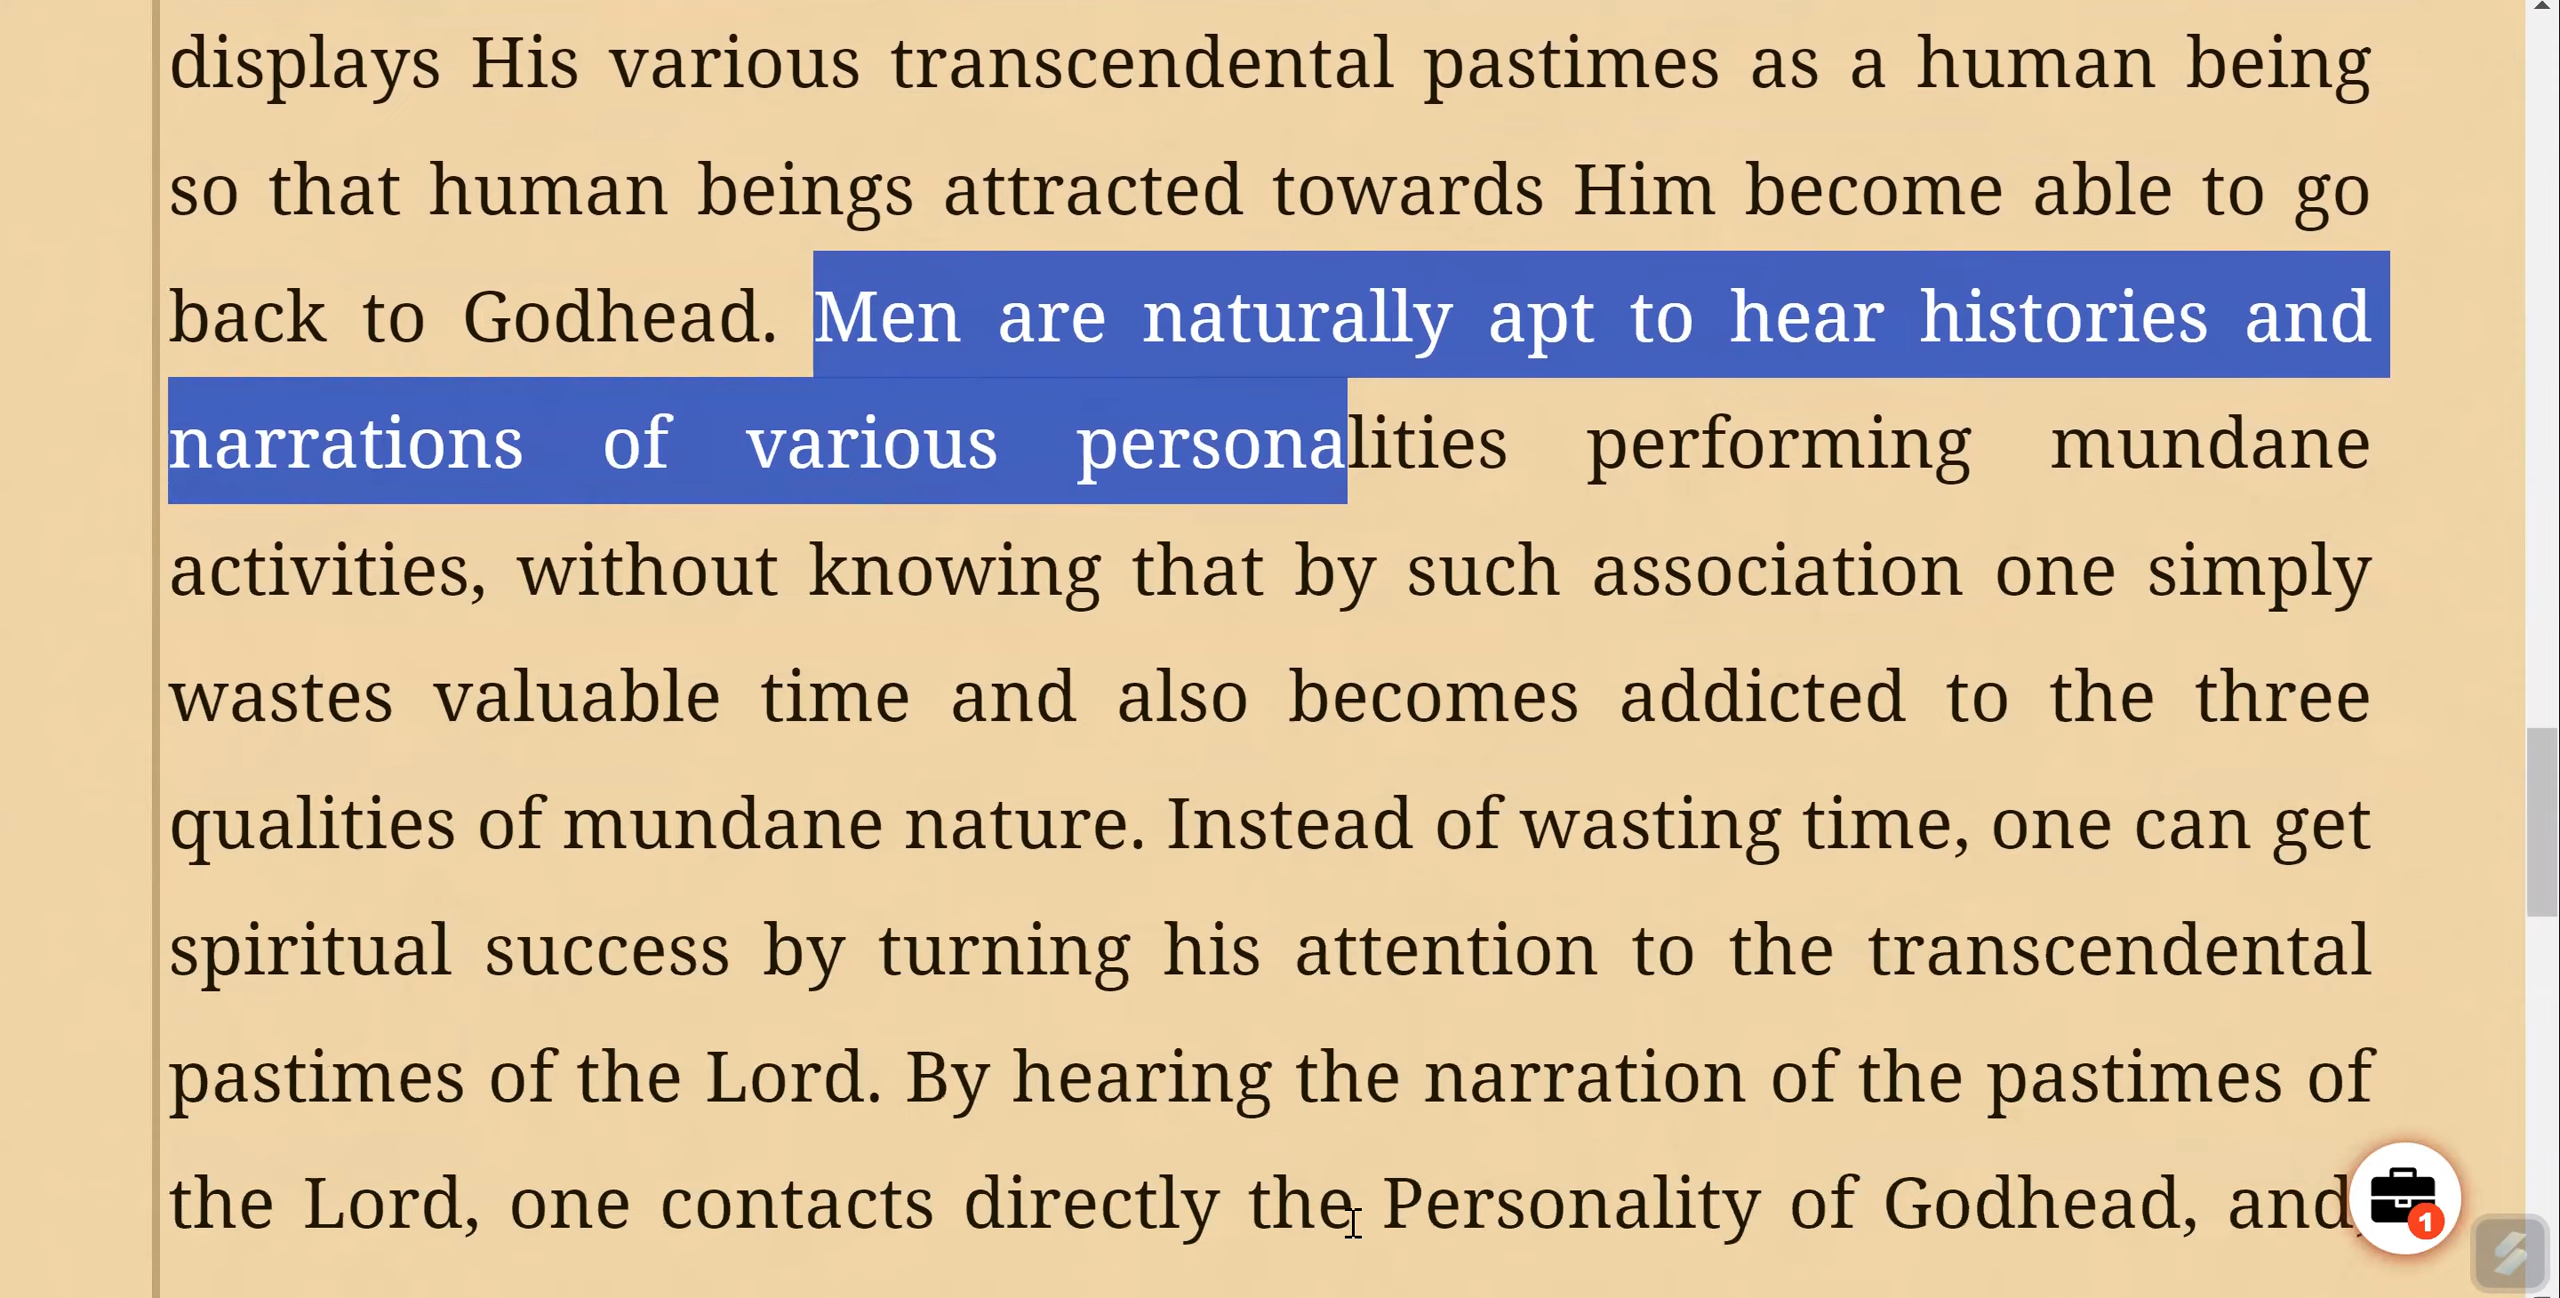 displays His various transcendental pastimes as a human being
so that human beings attracted towards Him become able to go
back to Godhead. Men are naturally apt to hear histories and
narrations of various personalities performing mundane
activities, without knowing that by such association one simply
wastes valuable time and also becomes addicted to the three
qualities of mundane nature. Instead of wasting time, one can get
spiritual success by turning his attention to the transcendental
pastimes of the Lord. By hearing the narration of the pastimes of
the Lord, one contacts directly the Personality of Godhead, and,
1